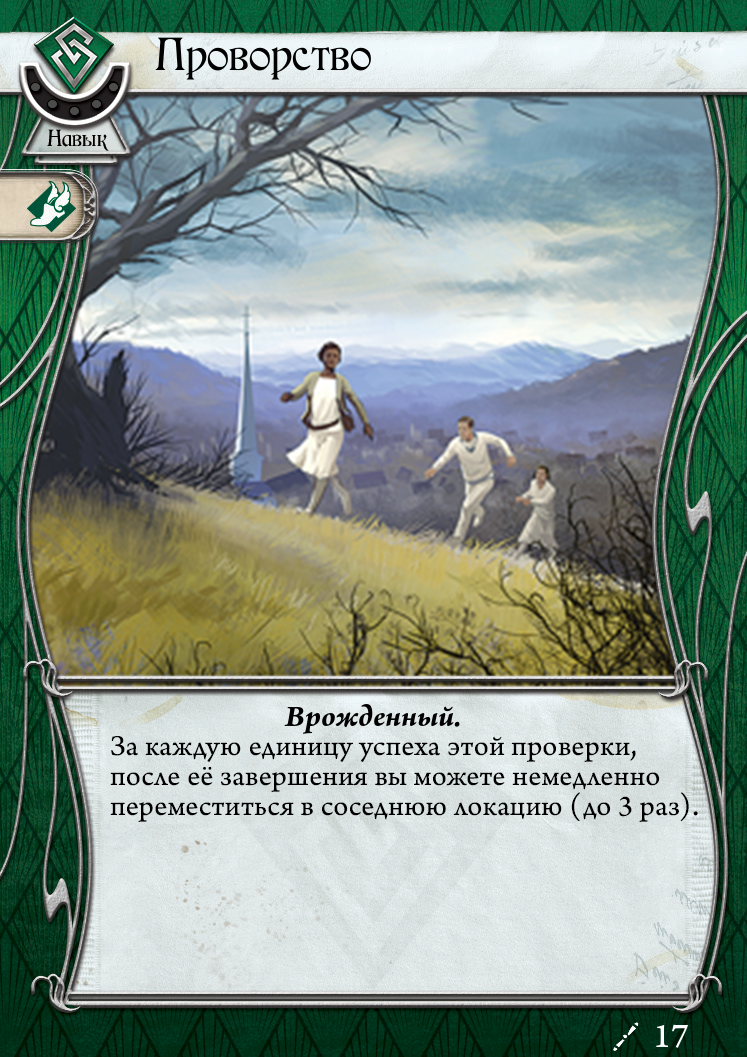 Проворство
Навык
Врожденный.
За каждую единицу успеха этой проверки,
после её завершения вы можете немедленно
переместиться в соседнюю локацию (до 3 раз).
17